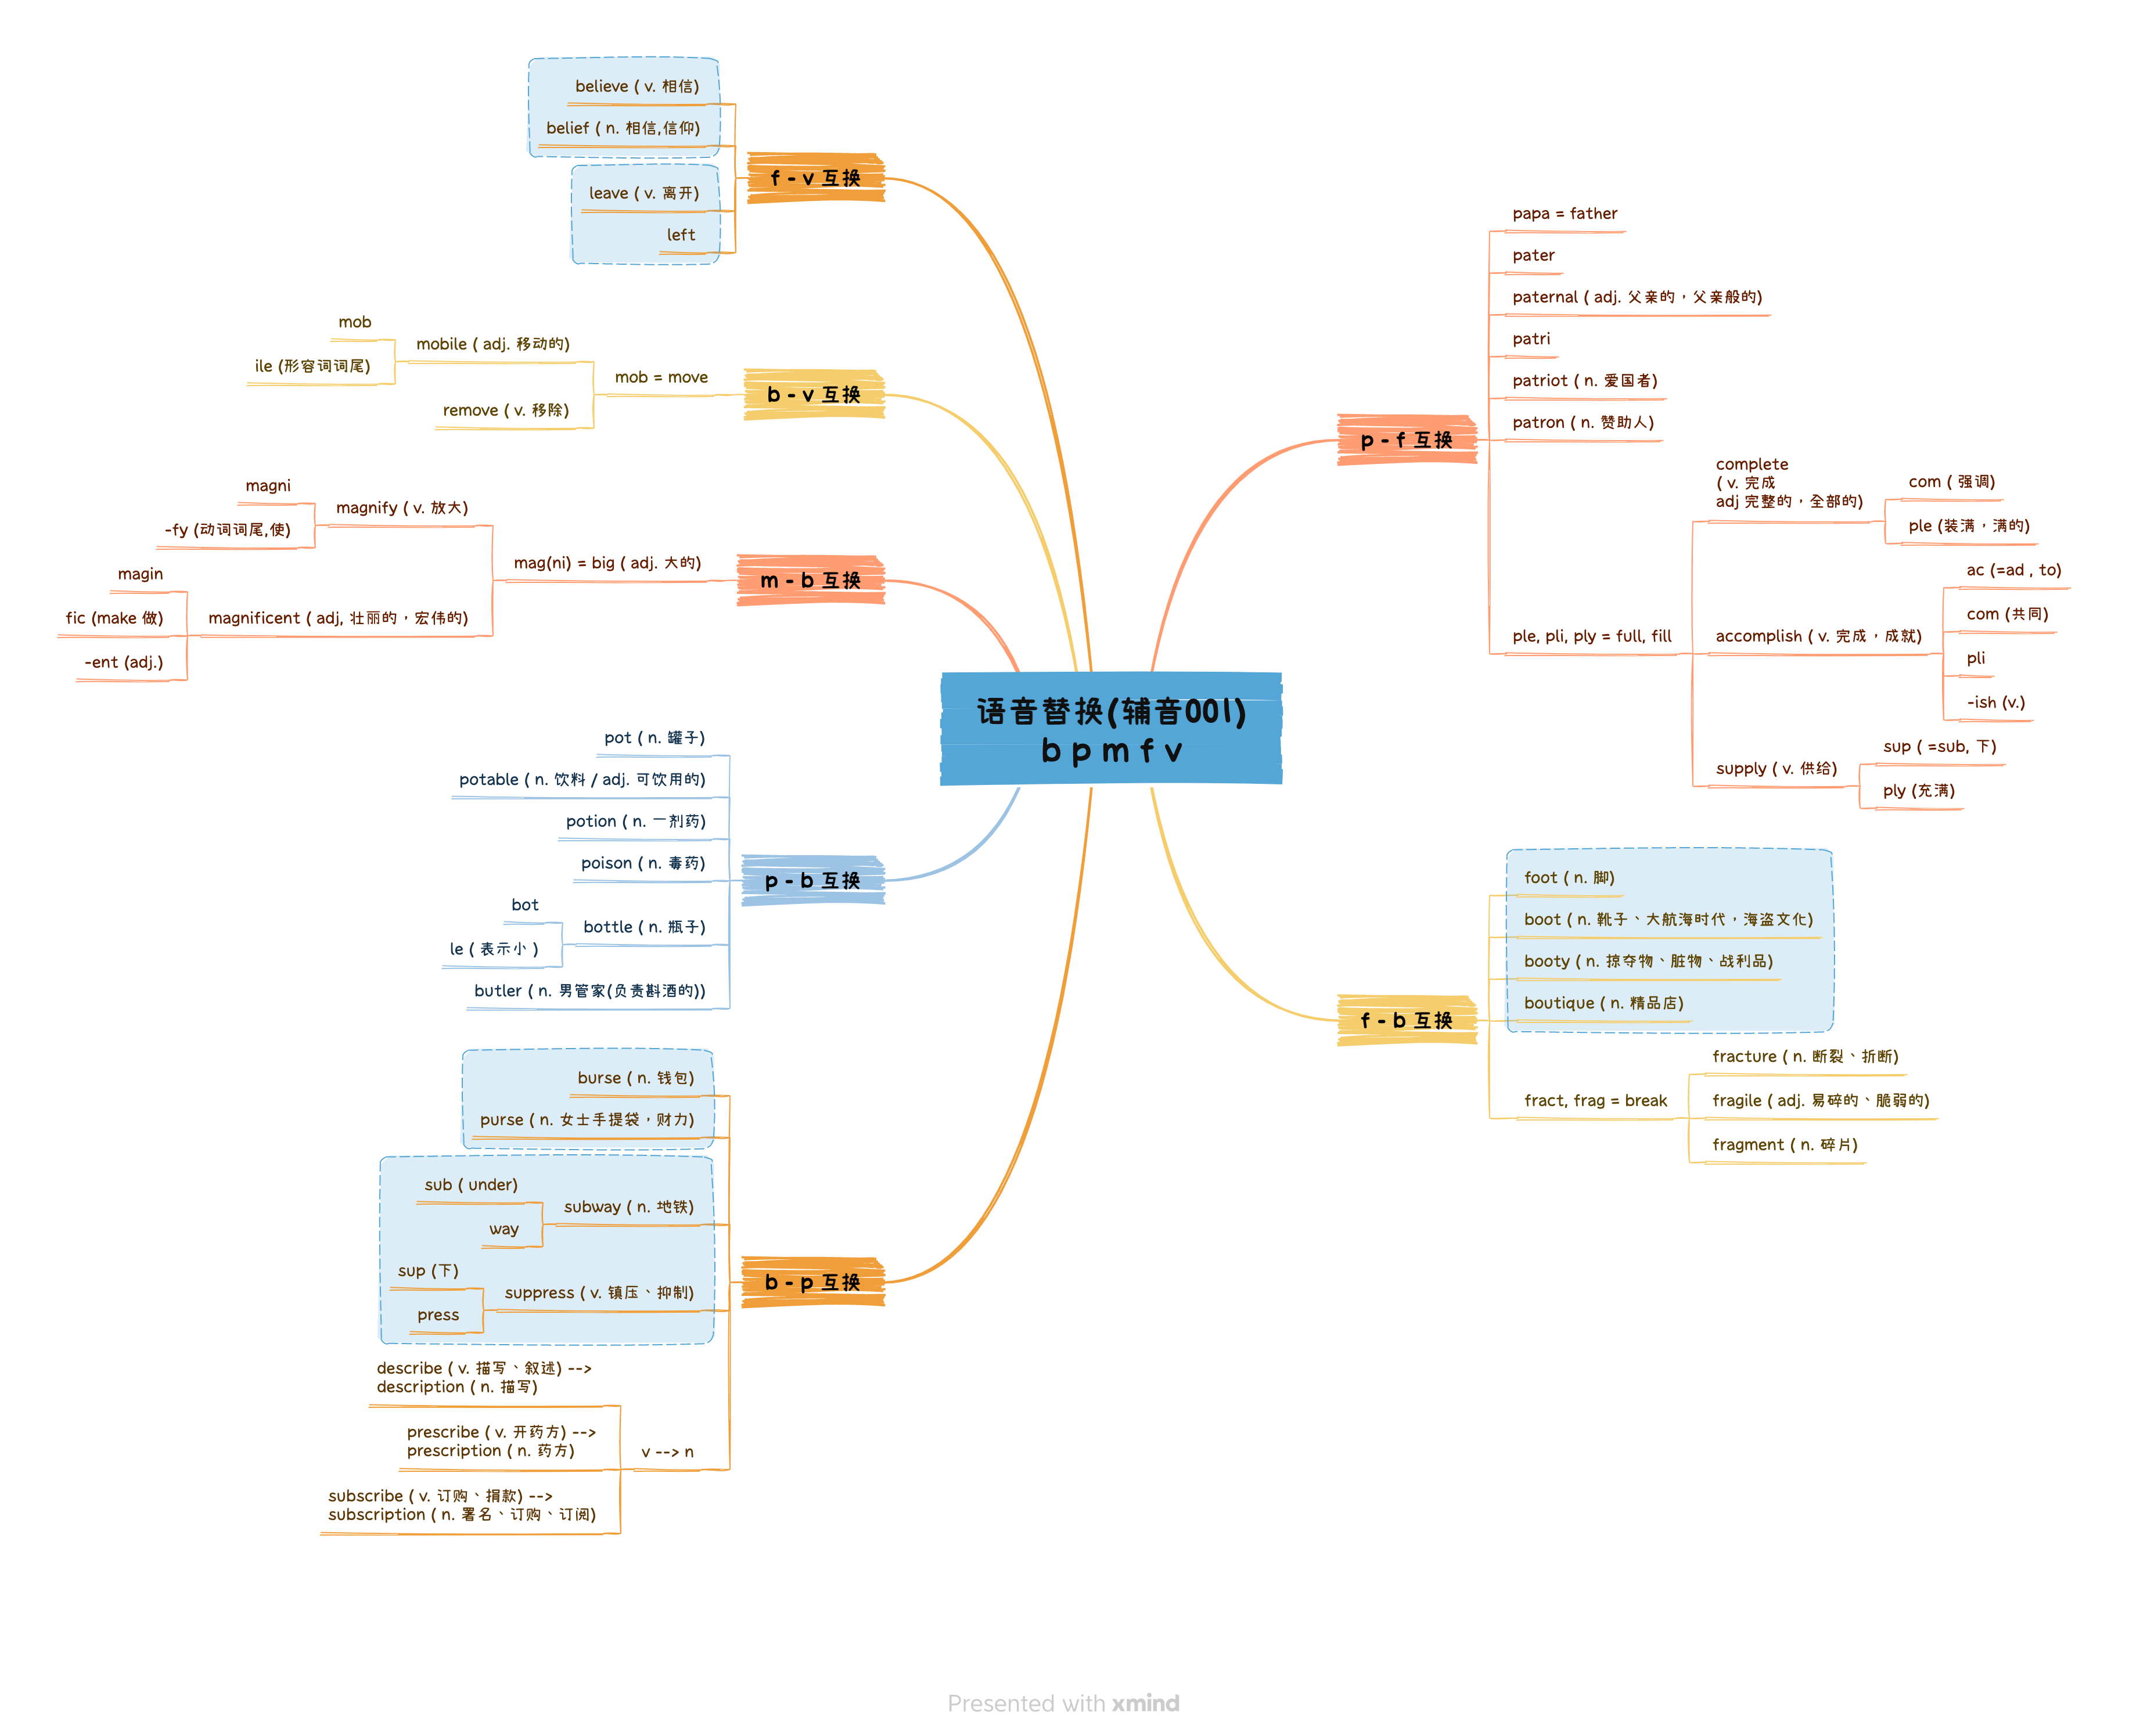 语音替换(辅音001)
b p m f v
p - f 互换
papa = father
pater
paternal ( adj. 父亲的，父亲般的)
patri
patriot ( n. 爱国者)
patron ( n. 赞助人)
ple, pli, ply = full, fill
complete
( v. 完成
adj 完整的，全部的)
com ( 强调)
ple (装满，满的)
accomplish ( v. 完成，成就)
ac (=ad , to)
com (共同)
pli
-ish (v.)
supply ( v. 供给)
sup ( =sub, 下)
ply (充满)
f - b 互换
foot ( n. 脚)
boot ( n. 靴子、大航海时代，海盗文化)
booty ( n. 掠夺物、脏物、战利品)
boutique ( n. 精品店)
fract, frag = break
fracture ( n. 断裂、折断)
fragile ( adj. 易碎的、脆弱的)
fragment ( n. 碎片)
f - v 互换
believe ( v. 相信)
belief ( n. 相信,信仰)
leave ( v. 离开)
left
b - v 互换
mob = move
mobile ( adj. 移动的)
mob
ile (形容词词尾)
remove ( v. 移除)
m - b 互换
mag(ni) = big ( adj. 大的)
magnify ( v. 放大)
magni
-fy (动词词尾,使)
magnificent ( adj, 壮丽的，宏伟的)
magin
fic (make 做)
-ent (adj.)
p - b 互换
pot ( n. 罐子)
potable ( n. 饮料 / adj. 可饮用的)
potion ( n. 一剂药)
poison ( n. 毒药)
bottle ( n. 瓶子)
bot
le ( 表示小 )
butler ( n. 男管家(负责斟酒的))
b - p 互换
burse ( n. 钱包)
purse ( n. 女士手提袋，财力)
subway ( n. 地铁)
sub ( under)
way
suppress ( v. 镇压、抑制)
sup (下)
press
v --> n
describe ( v. 描写、叙述) -->
description ( n. 描写)
prescribe ( v. 开药方) -->
prescription ( n. 药方)
subscribe ( v. 订购、捐款) -->
subscription ( n. 署名、订购、订阅)
Presented with xmind